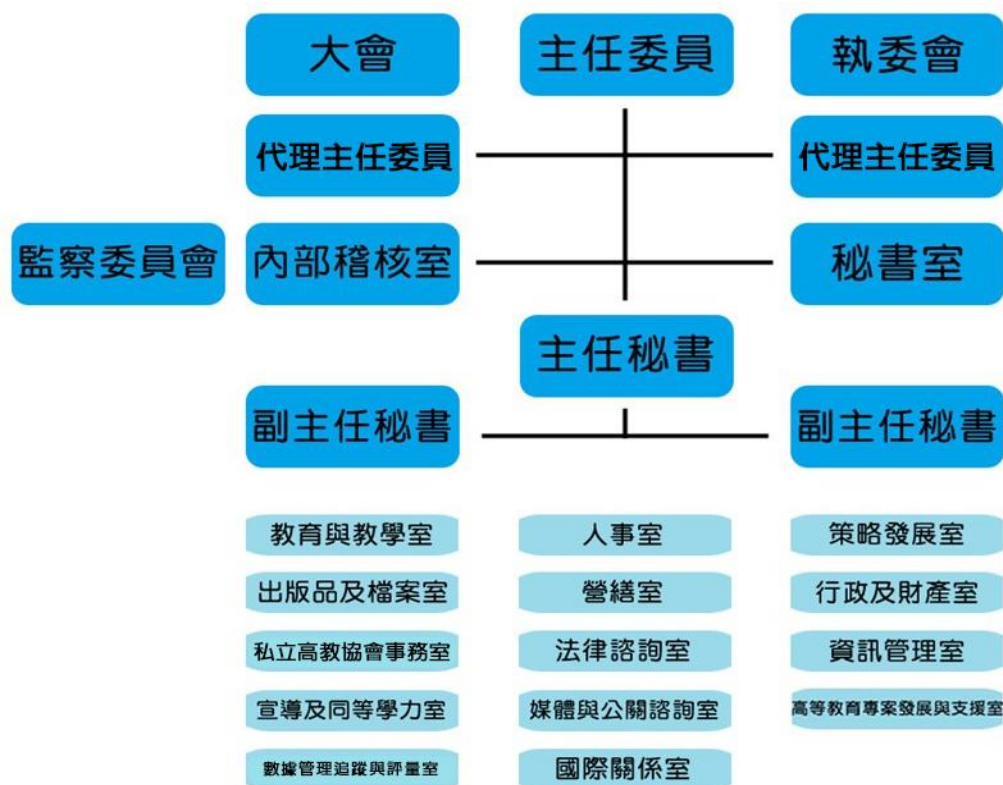 大會
主任委員
執委會
代理主任委員
代理主任委員
監察委員會
內部稽核室
秘書室
主任秘書
副主任秘書
副主任秘書
教育與教學室
人事室
策略發展室
出版品及檔案室
營繕室
行政及財產室
私立高教協會事務室
法律諮詢室
資訊管理室
宣導及同等學力室
媒體與公關諮詢室
高等教育專案發展與支援室
數據管理追蹤與評量室
國際關係室